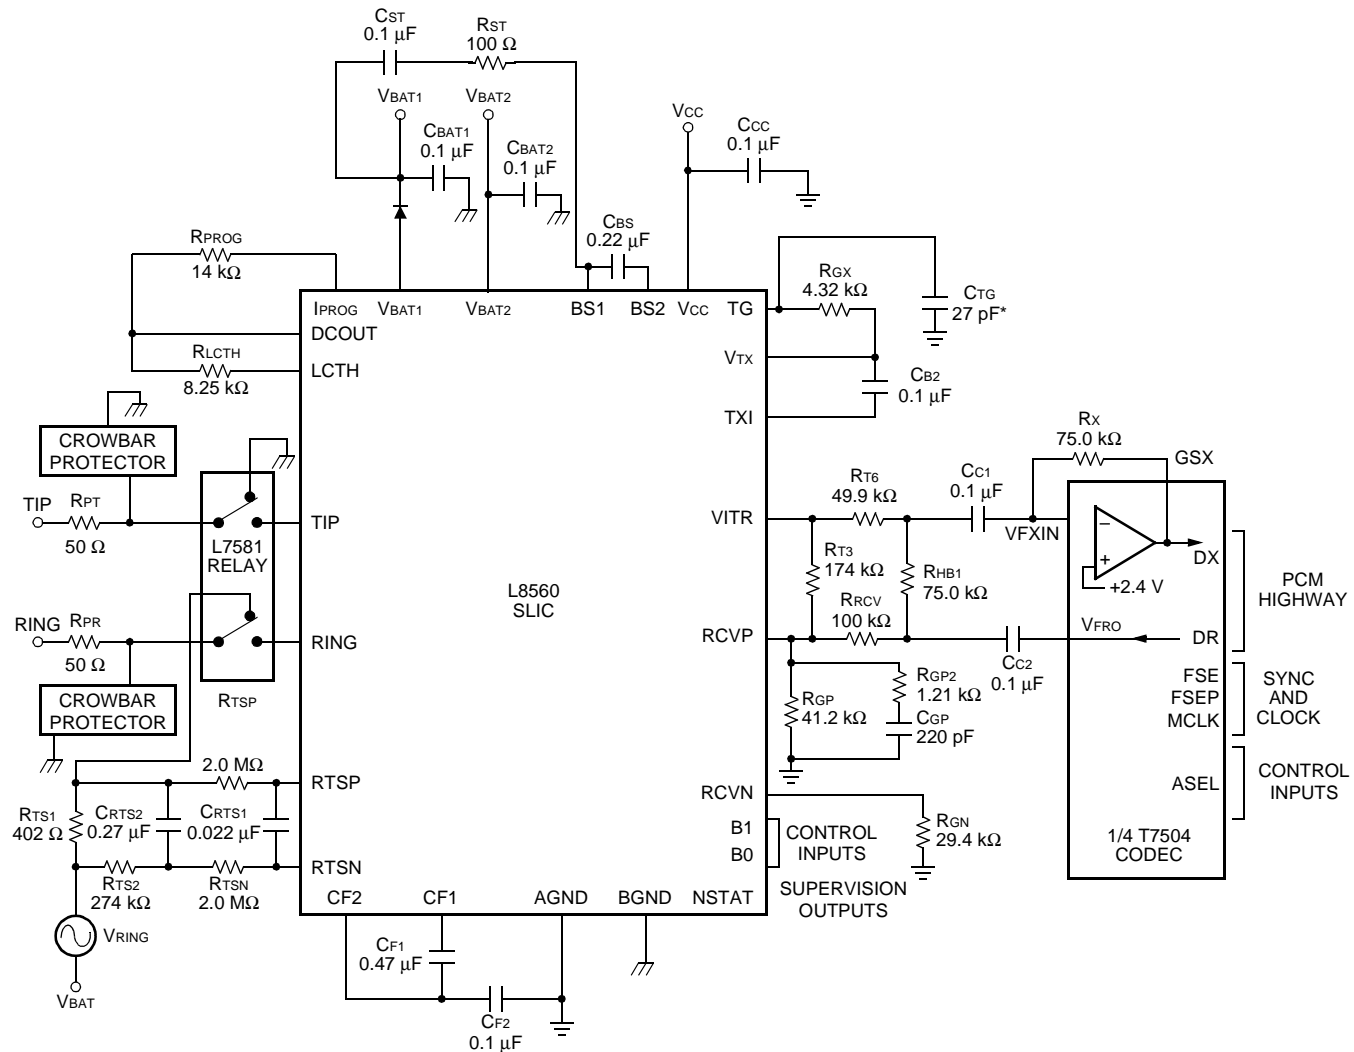 CST
0.1 µF
RST
100 Ω
VBAT1
VBAT2
CBAT1
0.1 µF
CBAT2
0.1 µF
VCC
CCC
0.1 µF
RPROG
14 kΩ
CBS
0.22 µF
RGX
4.32 kΩ
CTG
27 pF*
IPROG
VBAT1
VBAT2
BS1
BS2
VCC
TG
DCOUT
RLCTH
8.25 kΩ
LCTH
VTX
CB2
0.1 µF
TXI
CROWBAR
PROTECTOR
RX
75.0 kΩ
GSX
TIP
RPT
50 Ω
L7581
RELAY
TIP
RT6
49.9 kΩ
CC1
0.1 µF
VITR
VFXIN
−
+
+2.4 V
DX
RT3
174 kΩ
RHB1
75.0 kΩ
PCM
HIGHWAY
L8560
SLIC
RING
RPR
50 Ω
RING
RRCV
100 kΩ
RCVP
VFRO
DR
CC2
0.1 µF
CROWBAR
PROTECTOR
RTSP
RGP
41.2 kΩ
RGP2
1.21 kΩ
CGP
220 pF
FSE
FSEP
MCLK
SYNC
AND
CLOCK
2.0 MΩ
RTSP
RTS1
402 Ω
CRTS2
0.27 µF
CRTS1
0.022 µF
RCVN
ASEL
CONTROL
INPUTS
RGN
29.4 kΩ
B1
B0
CONTROL
INPUTS
1/4 T7504
CODEC
RTS2
274 kΩ
RTSN
2.0 MΩ
RTSN
CF2
CF1
AGND
BGND
NSTAT
SUPERVISION
OUTPUTS
VRING
VBAT
CF1
0.47 µF
CF2
0.1 µF